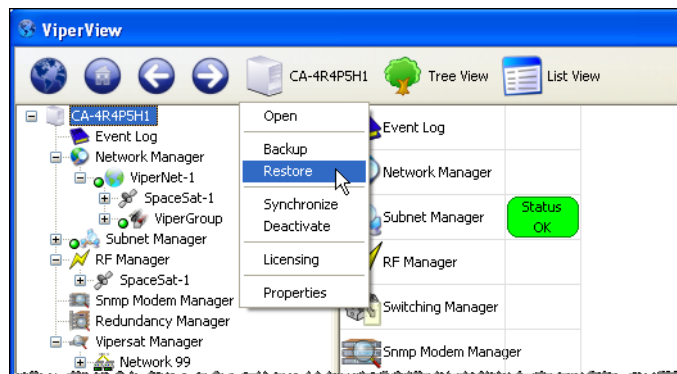 ViperView
CA-4R4P5H1 Tree View List View
CA-4R4P5H1
Event Log
Network Manager
ViperNet-1
SpaceSat-1
ViperGroup
Subnet Manager
RF Manager
SpaceSat-1
Snmp Modem Manager
Redundancy Manager
Vipersat Manager
Network 99
Open
Backup
Restore
Synchronize
Deactivate
Licensing
Properties
Event Log
Network Manager
Subnet Manager
Status
OK
RF Manager
Switching Manager
Snmp Modem Manager